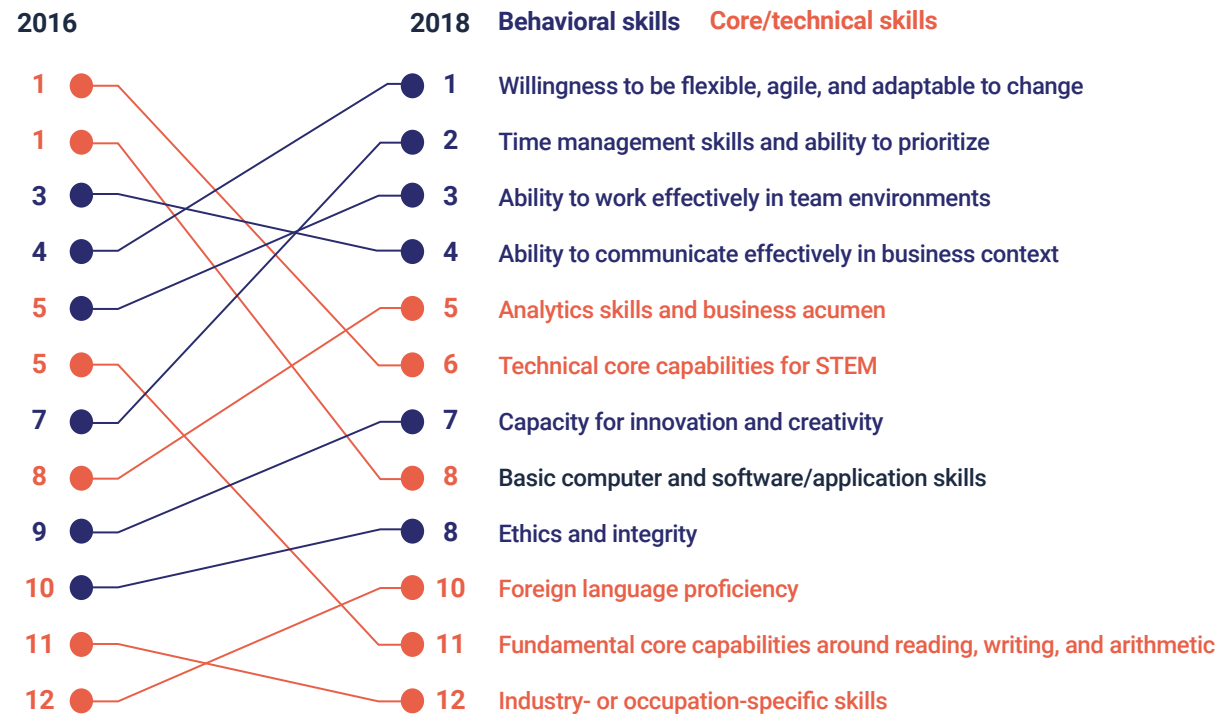 2016 2018 Behavioral skills Core/technical skills
1 1 Willingness to be flexible, agile, and adaptable to change
1 2 Time management skills and ability to prioritize
3 3 Ability to work effectively in team environments
4 4 Ability to communicate effectively in business context
5 5 Analytics skills and business acumen
5 6 Technical core capabilities for STEM
7 7 Capacity for innovation and creativity
8 8 Basic computer and software/application skills
9 8 Ethics and integrity
10 10 Foreign language proficiency
11 11 Fundamental core capabilities around reading, writing, and arithmetic
12 12 Industry- or occupation-specific skills